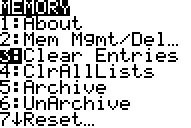 MEMORY
1:About
2:Mem Mgmt/Del…
3:Clear Entries
4:ClrAllLists
5:Archive
6:UnArchive
7↓Reset…